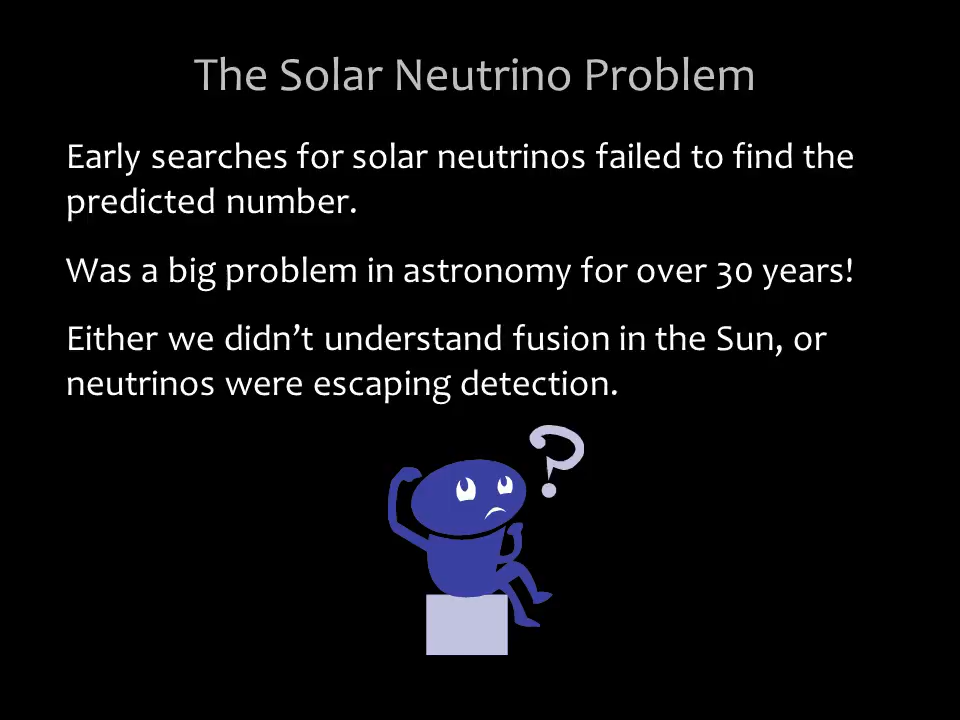 The Solar Neutrino Problem
Early searches for solar neutrinos failed to find the
predicted number.
Was a big problem in astronomy for over 30 years!
Either we didn’t understand fusion in the Sun, or
neutrinos were escaping detection.
?